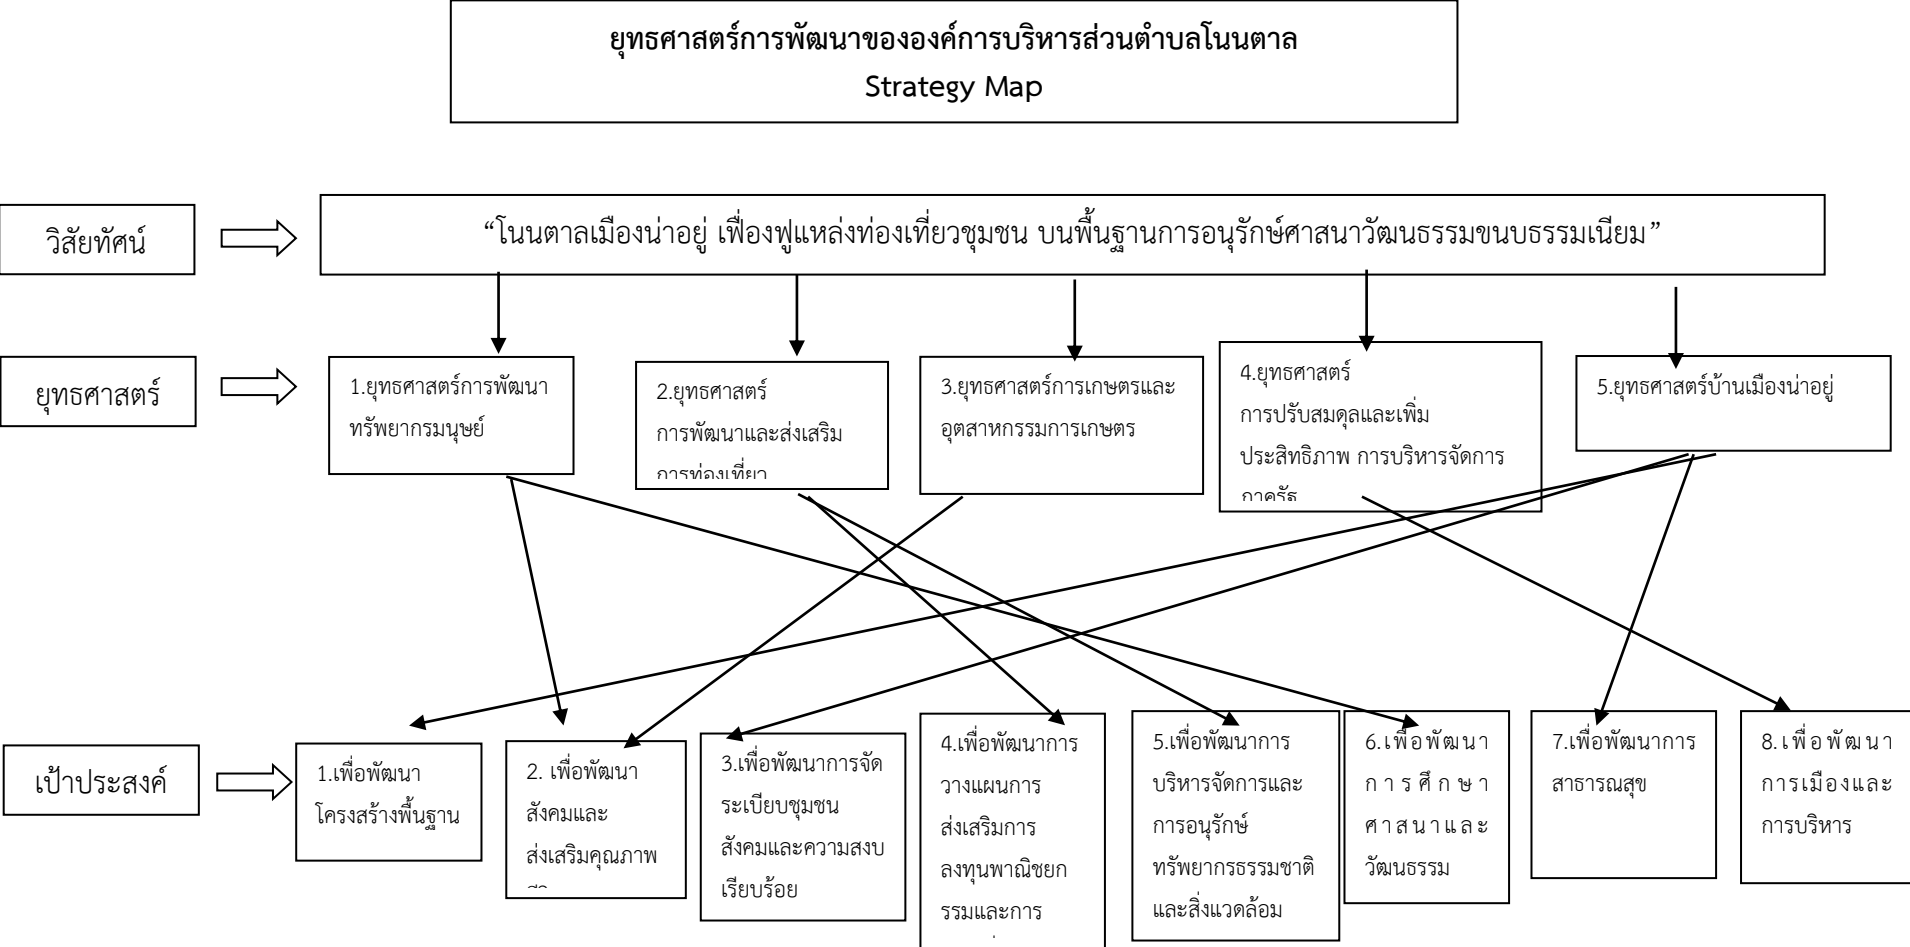 ยุทธศาสตร์การพัฒนาขององค์การบริหารส่วนตำบลโนนตาล
Strategy Map
วิสัยทัศน์
“โนนตาลเมืองน่าอยู่ เฟื่องฟูแหล่งท่องเที่ยวชุมชน บนพื้นฐานการอนุรักษ์ศาสนาวัฒนธรรมขนบธรรมเนียม”
ยุทธศาสตร์
1.ยุทธศาสตร์การพัฒนา
ทรัพยากรมนุษย์
2.ยุทธศาสตร์
การพัฒนาและส่งเสริม
การท่องเที่ยว
3.ยุทธศาสตร์การเกษตรและ
อุตสาหกรรมการเกษตร
4.ยุทธศาสตร์
การปรับสมดุลและเพิ่ม
ประสิทธิภาพ การบริหารจัดการ
ภาครัฐ
5.ยุทธศาสตร์บ้านเมืองน่าอยู่
เป้าประสงค์
1.เพื่อพัฒนา
โครงสร้างพื้นฐาน
2. เพื่อพัฒนา
สังคมและ
ส่งเสริมคุณภาพ
3.เพื่อพัฒนาการจัด
ระเบียบชุมชน
สังคมและความสงบ
เรียบร้อย
4.เพื่อพัฒนาการ
วางแผนการ
ส่งเสริมการ
ลงทุนพาณิชยก
รรมและการ
5.เพื่อพัฒนาการ
บริหารจัดการและ
การอนุรักษ์
ทรัพยากรธรรมชาติ
และสิ่งแวดล้อม
6.เพื่อพัฒนา
การศึกษา
ศาสนาและ
วัฒนธรรม
7.เพื่อพัฒนาการ
สาธารณสุข
8.เพื่อพัฒนา
การเมืองและ
การบริหาร